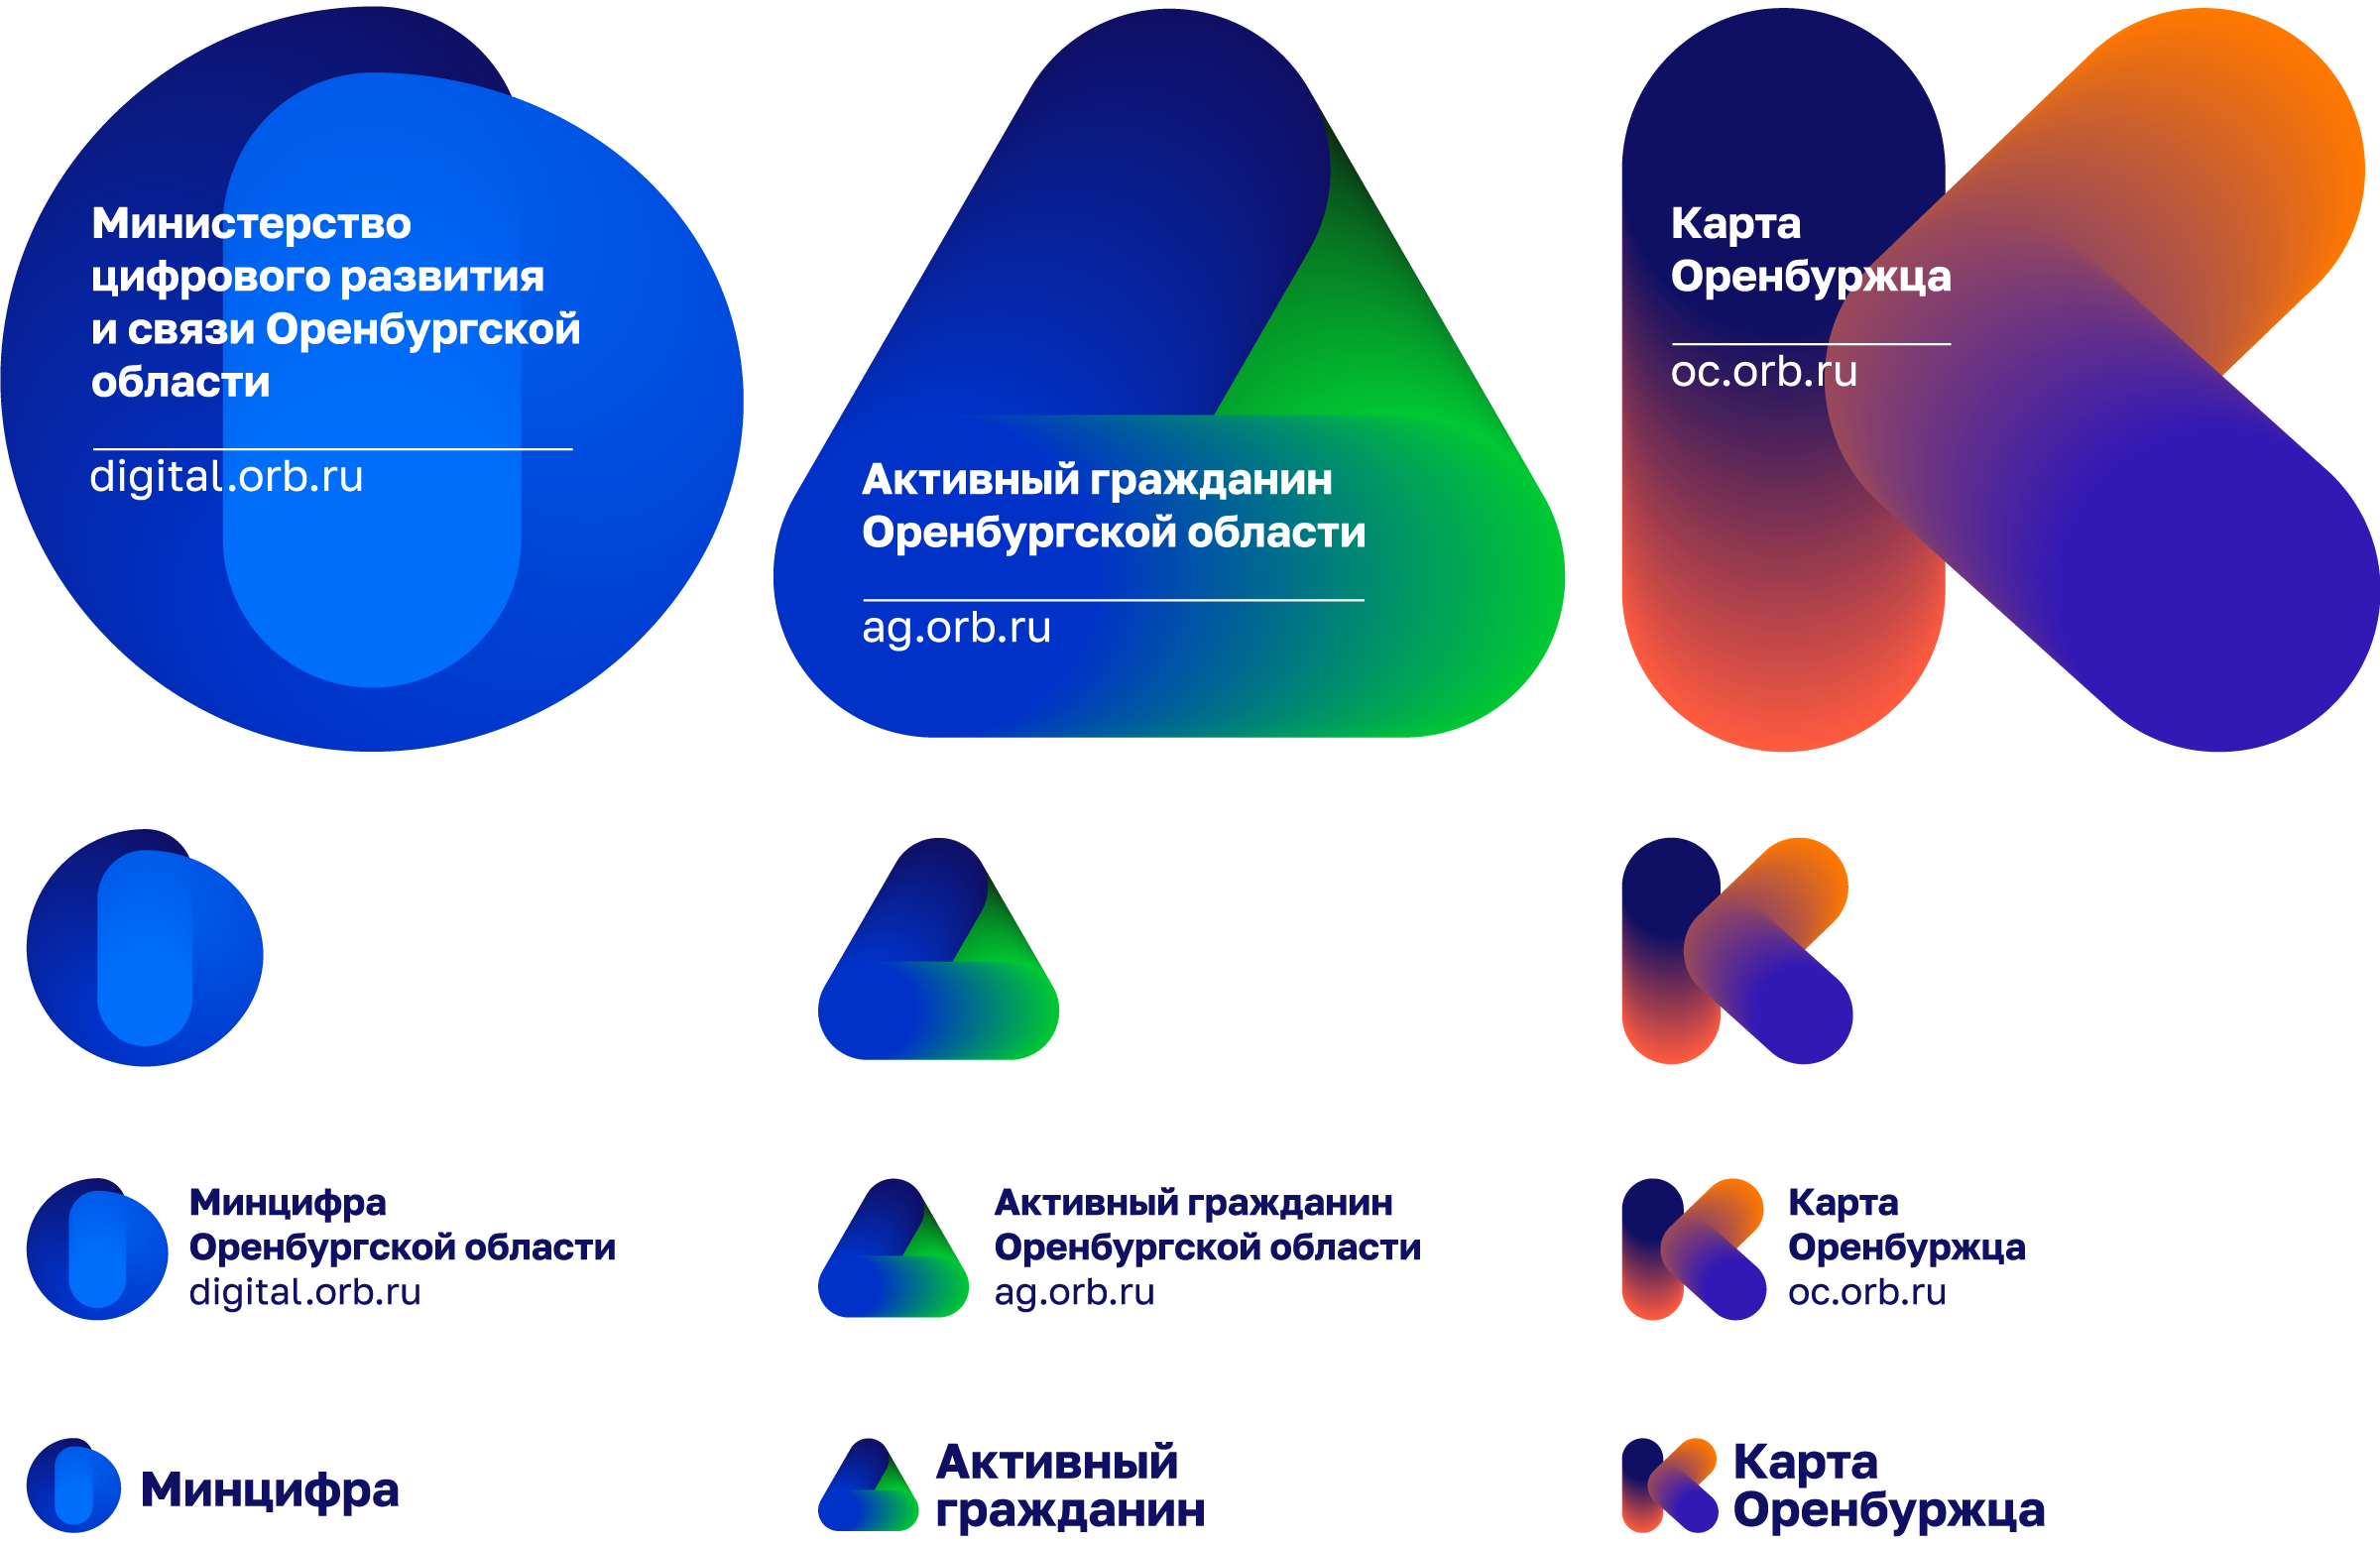 Министерство
цифрового развития
и связи Оренбургской
области
digital.orb.ru
Активный гражданин
Оренбургской области
ag.orb.ru
Карта
Оренбуржца
oc.orb.ru
Минцифра
Оренбургской области
digital.orb.ru
Активный гражданин
Оренбургской области
ag.orb.ru
Карта
Оренбуржца
oc.orb.ru
Минцифра
Активный
гражданин
Карта
Оренбуржца